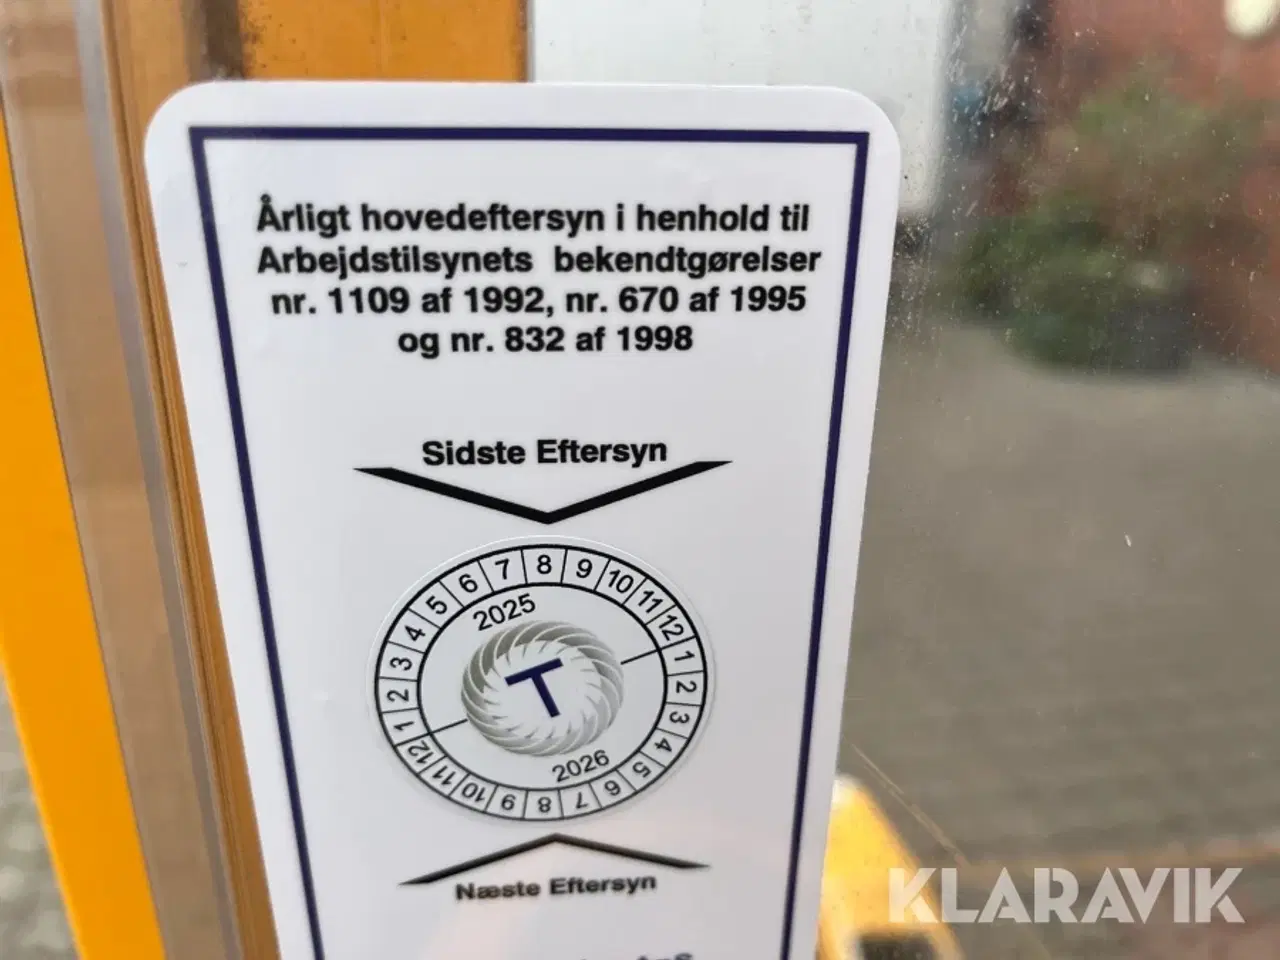 Årligt hovedeftersyn i henhold til
Arbejdstilsynets bekendtgørelser
nr. 1109 af 1992, nr. 670 af 1995
og nr. 832 af 1998
Sidste Eftersyn
1 2 3 4 5 6 7 8 9 10 11 12
2025
T
2026
1 2 3 4 5 6 7 8 9 10 11 12
Næste Eftersyn
KLARAVIK